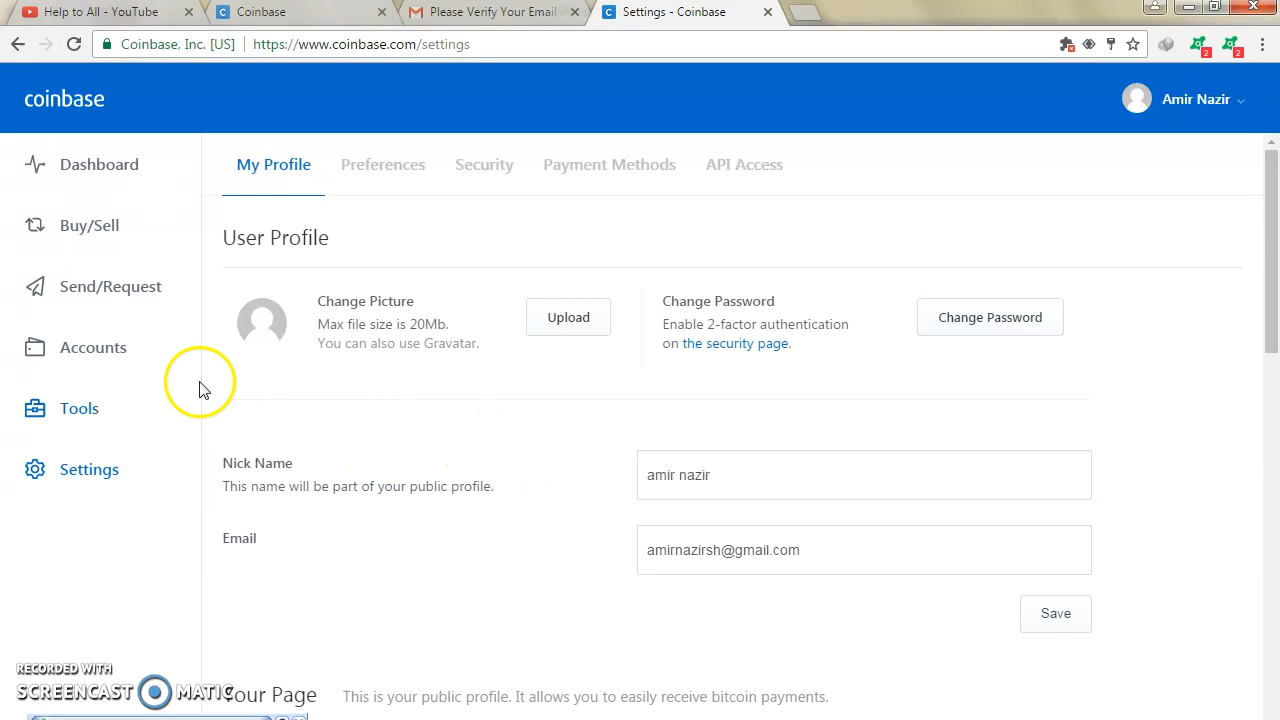 Help to All - YouTube
Coinbase
Please Verify Your Email
Settings - Coinbase
Coinbase, Inc. [US]
https://www.coinbase.com/settings
2
2
coinbase
Amir Nazir
Dashboard
Buy/Sell
Send/Request
Accounts
Tools
Settings
My Profile
Preferences
Security
Payment Methods
API Access
User Profile
Change Picture
Max file size is 20Mb.
You can also use Gravatar.
Upload
Change Password
Enable 2-factor authentication
on the security page.
Change Password
Nick Name
This name will be part of your public profile.
amir nazir
Email
amirnazirsh@gmail.com
Save
Your Page
This is your public profile. It allows you to easily receive bitcoin payments.
RECORDED WITH
SCREENCAST MATIC